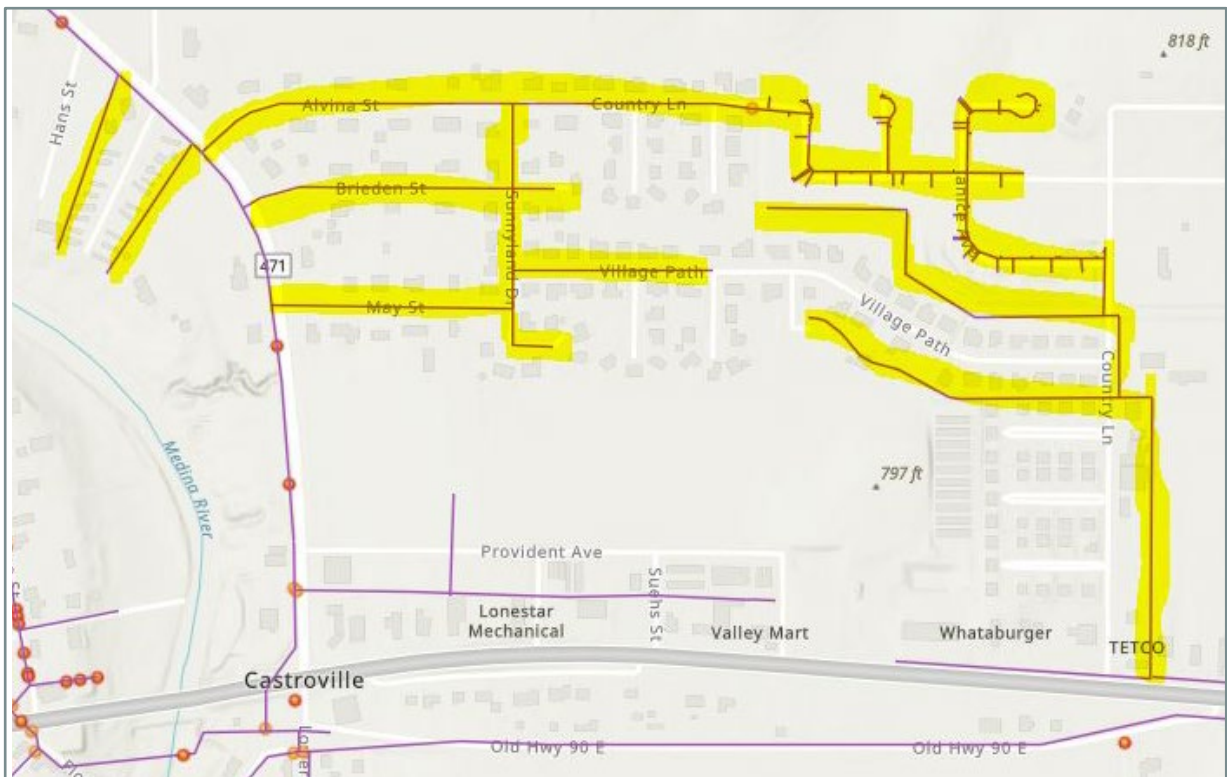 818 ft
Hans St
Alvina St
Country Ln
Brieden St
Sunnyland Dr
471
Village Path
May St
Village Path
Country Ln
Medina River
797 ft
Provident Ave
Suehs St
Lonestar
Mechanical
Valley Mart
Whataburger
TETCO
Castroville
Old Hwy 90 E
Old Hwy 90 E